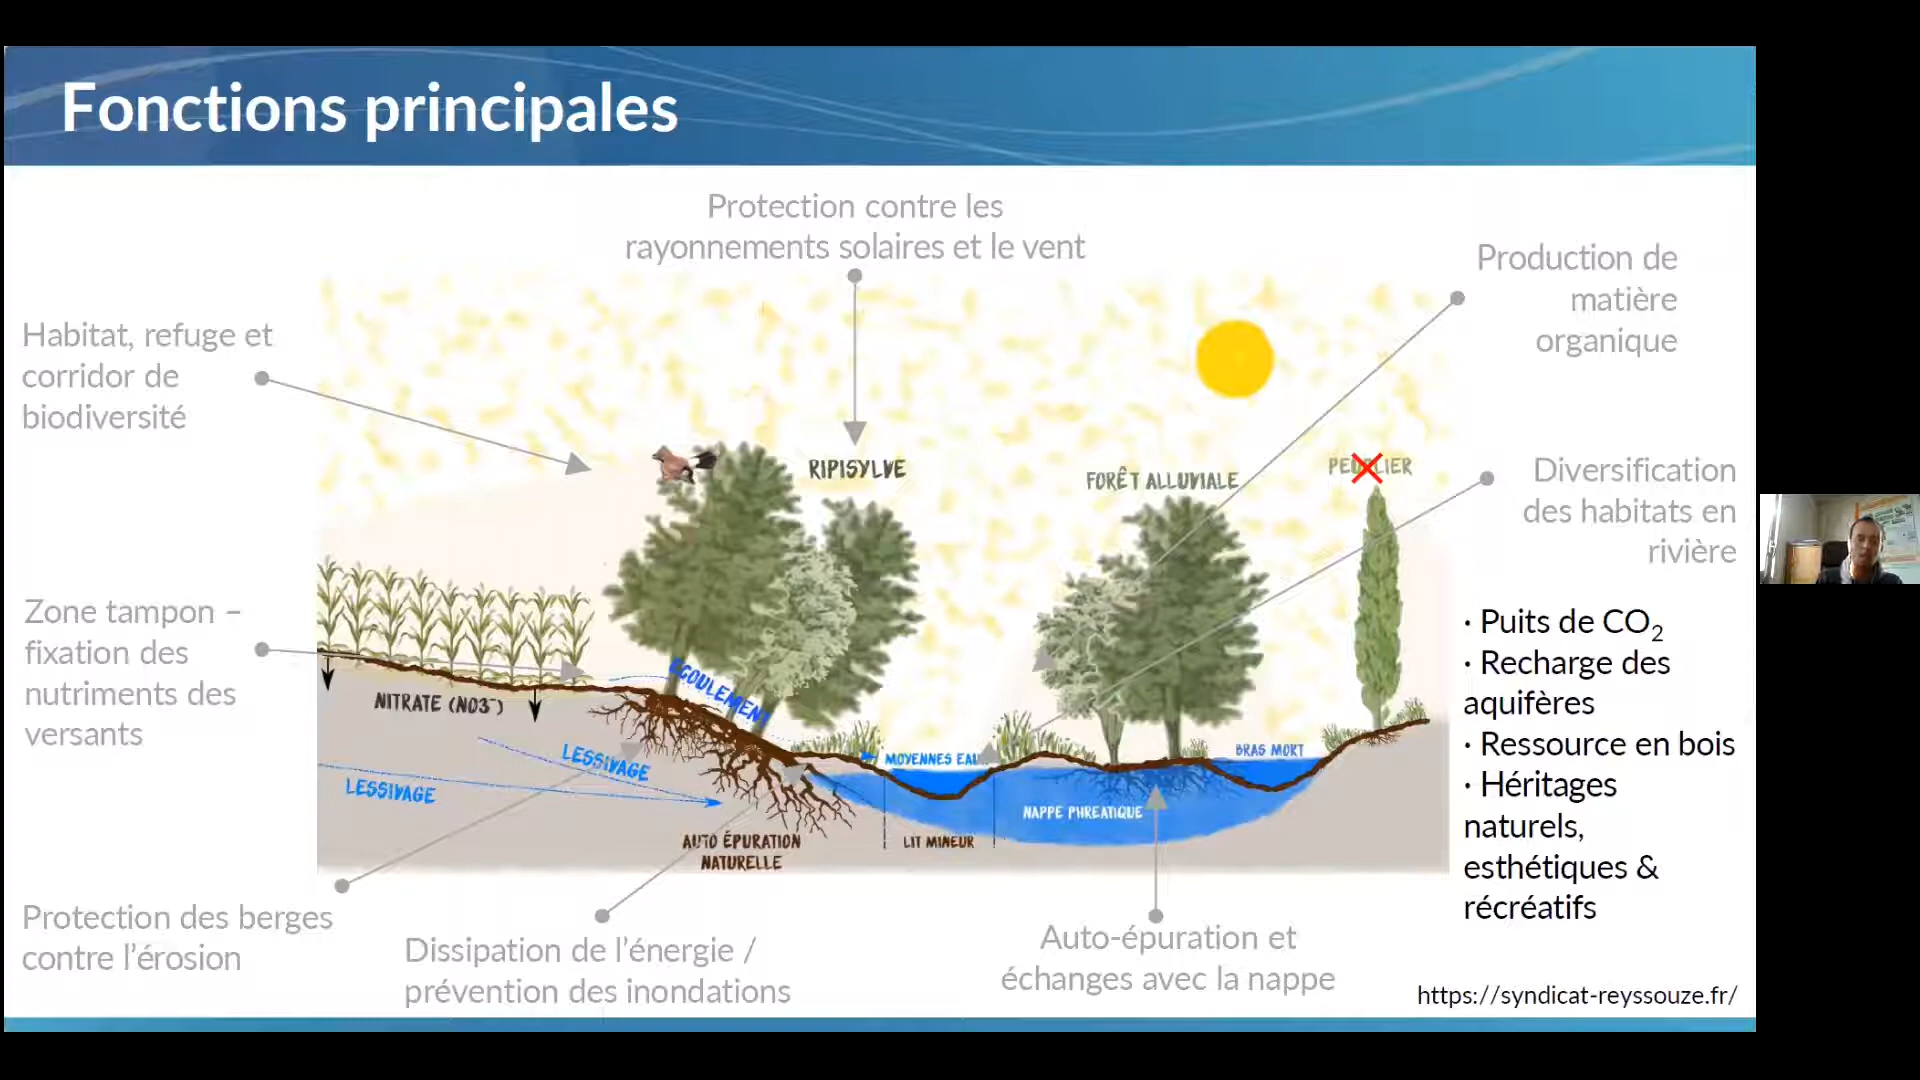 Fonctions principales
Protection contre les
rayonnements solaires et le vent
Production de
matière
organique
Habitat, refuge et
corridor de
biodiversité
RIPISYLVE
FORÊT ALLUVIALE
PEUPLIER
Diversification
des habitats en
rivière
Zone tampon –
fixation des
nutriments des
versants
NITRATE (NO3⁻)
ÉCOULEMENT
LESSIVAGE
LESSIVAGE
MOYENNES EAUX
BRAS MORT
NAPPE PHREATIQUE
AUTO ÉPURATION
NATURELLE
LIT MINEUR
· Puits de CO₂
· Recharge des
aquifères
· Ressource en bois
· Héritages
naturels,
esthétiques &
récréatifs
Protection des berges
contre l'érosion
Dissipation de l'énergie /
prévention des inondations
Auto-épuration et
échanges avec la nappe
https://syndicat-reyssouze.fr/